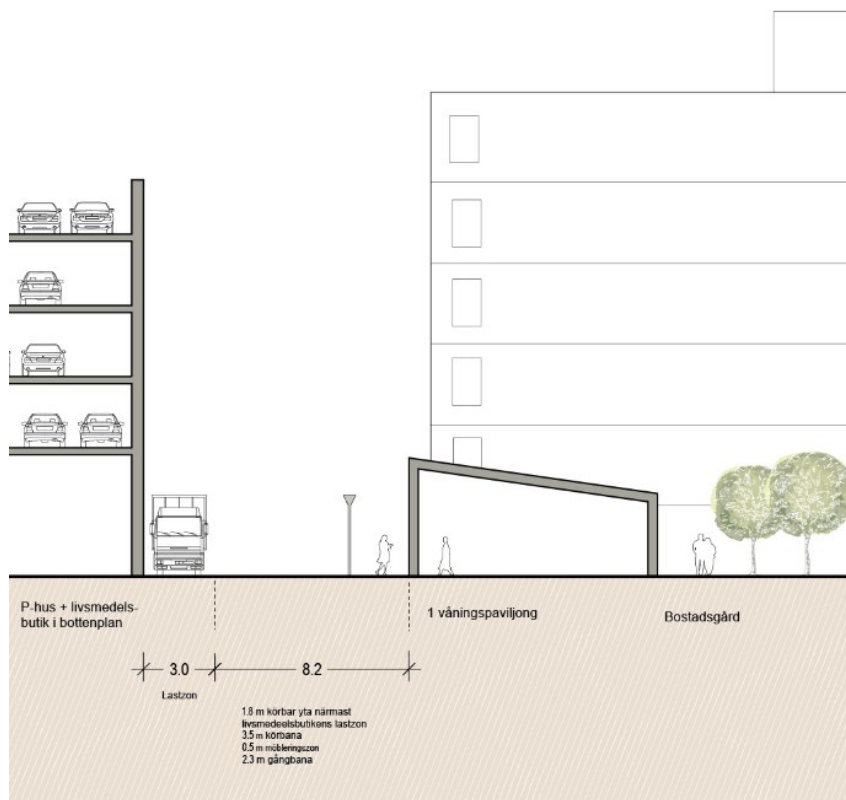 P-hus + livsmedels-
butik i bottenplan
1 våningspaviljong
Bostadsgård
3.0
8.2
Lastzon
1.8 m körbar yta närmast
livsmedeelsbutikens lastzon
3.5 m körbana
0.5 m möbleringszon
2.3 m gångbana